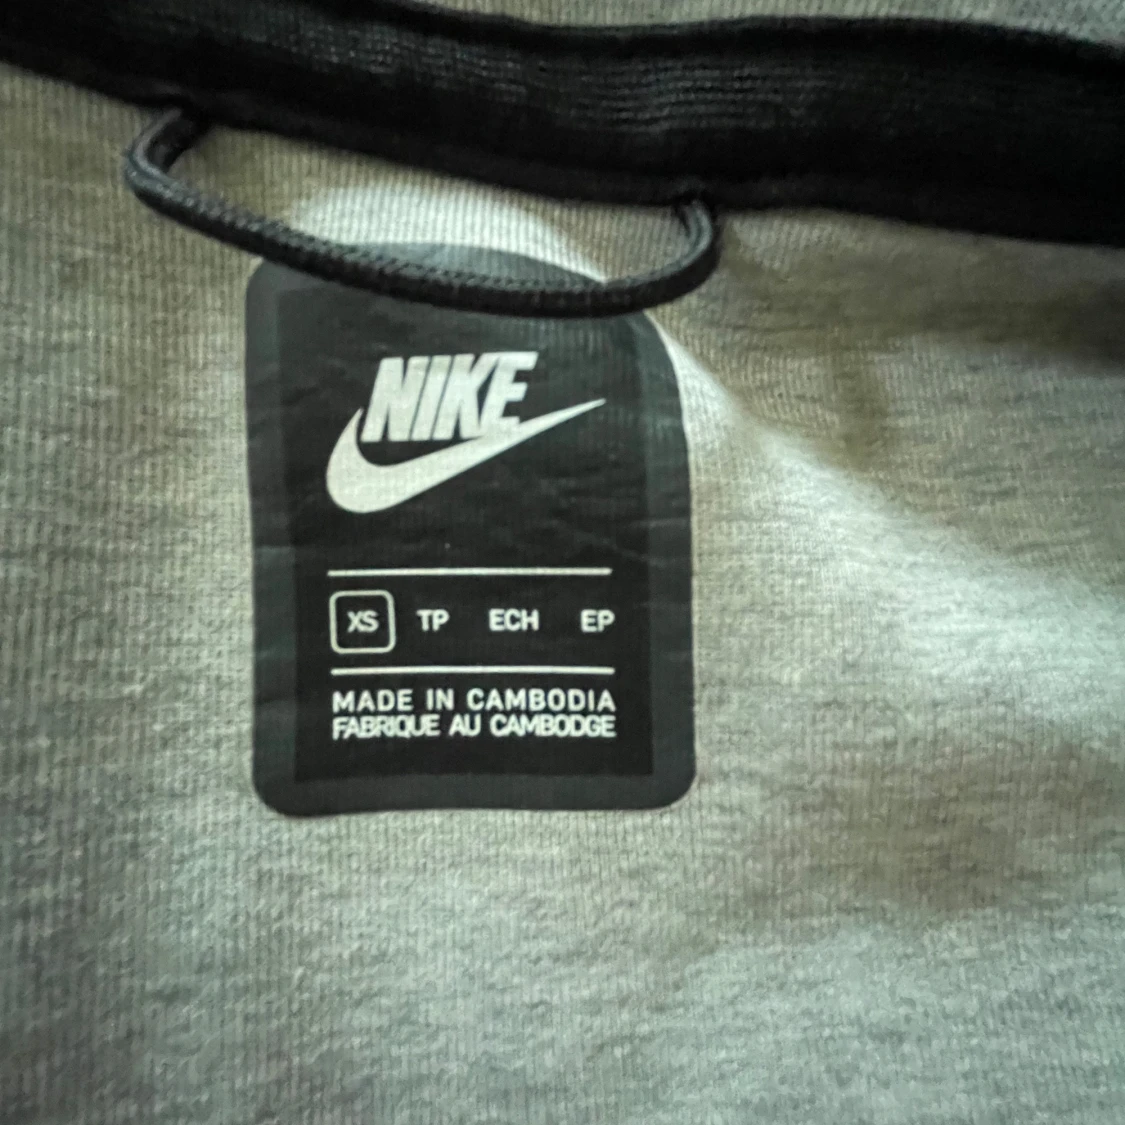 NIKE
XS TP ECH EP
MADE IN CAMBODIA
FABRIQUE AU CAMBODGE